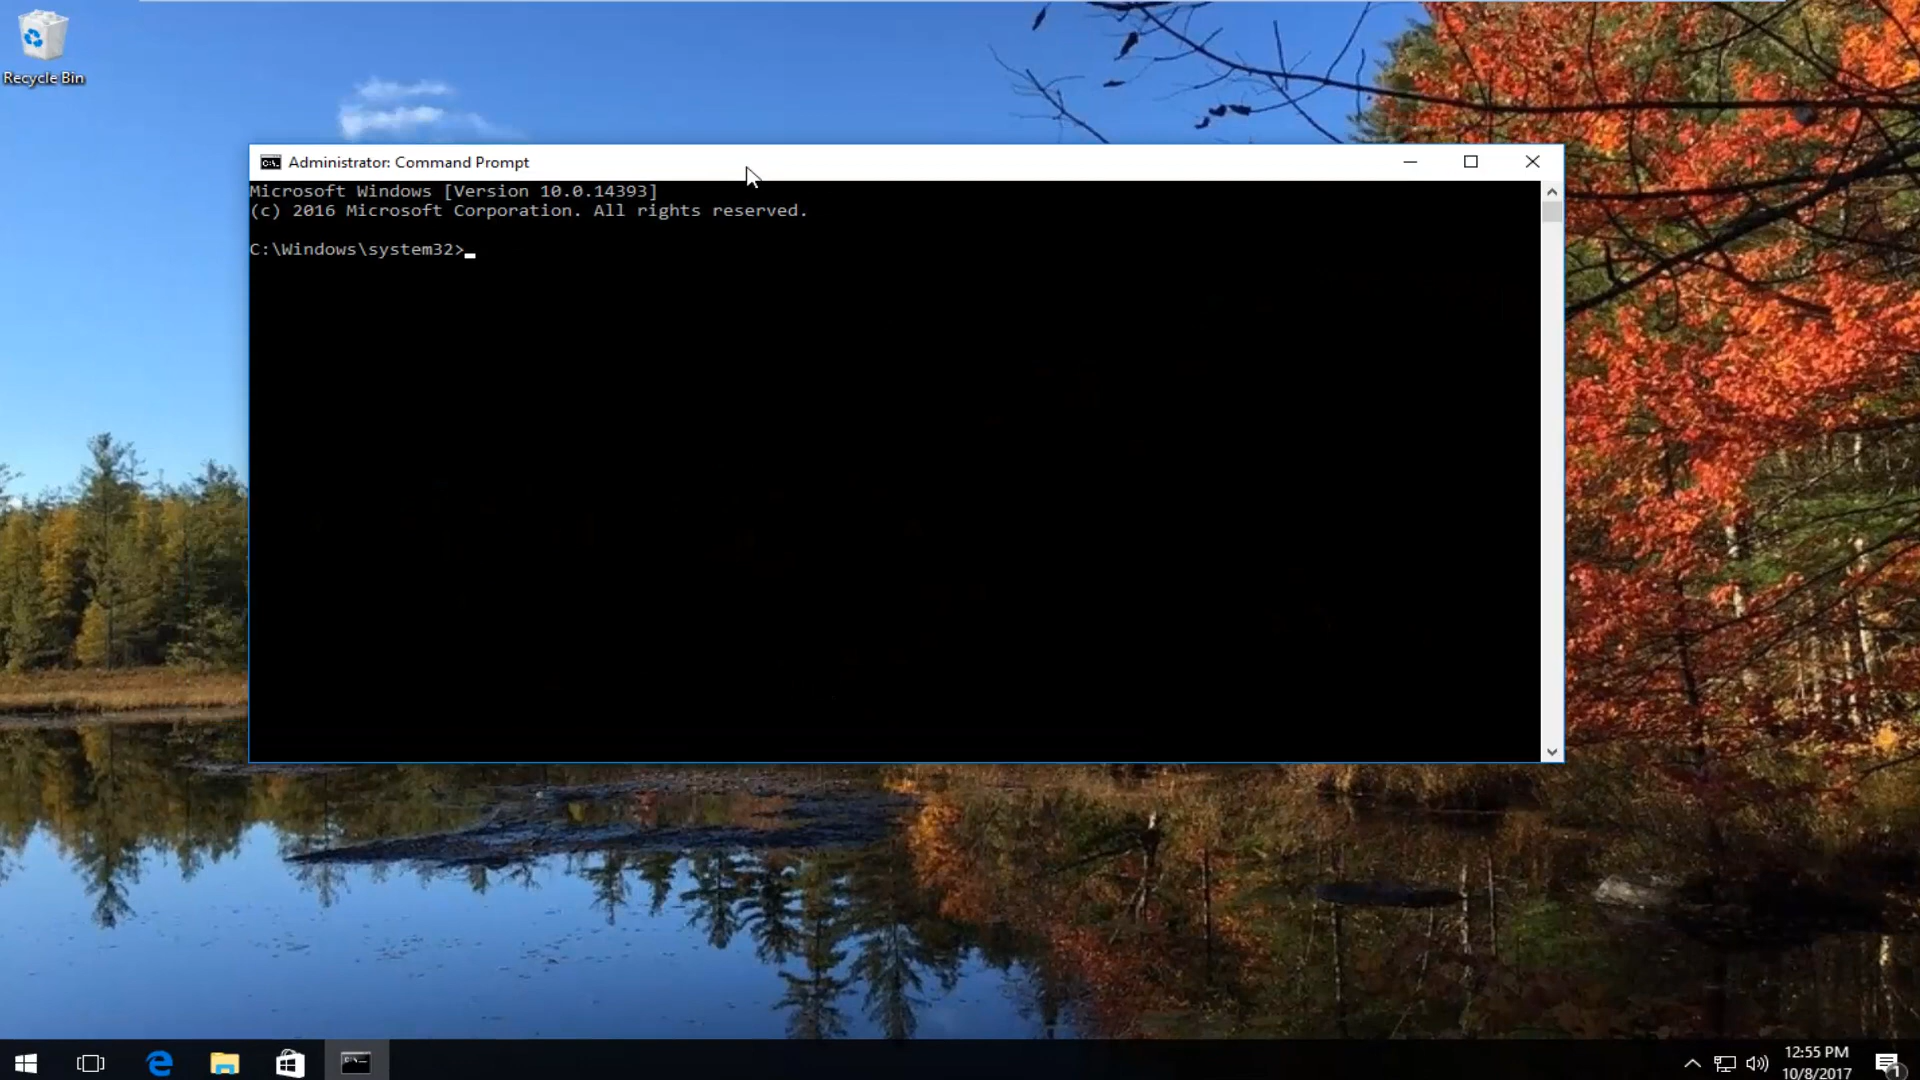 Recycle Bin
Administrator: Command Prompt
Microsoft Windows [Version 10.0.14393]
(c) 2016 Microsoft Corporation. All rights reserved.
C:\Windows\system32>
12:55 PM
10/8/2017
1